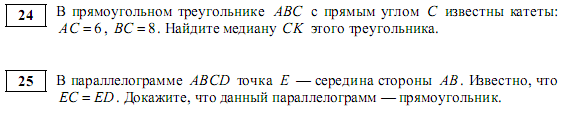 24 В прямоугольном треугольнике ABC с прямым углом C известны катеты:
AC = 6, BC = 8. Найдите медиану CK этого треугольника.
25 В параллелограмме ABCD точка E — середина стороны AB. Известно, что
EC = ED. Докажите, что данный параллелограмм — прямоугольник.